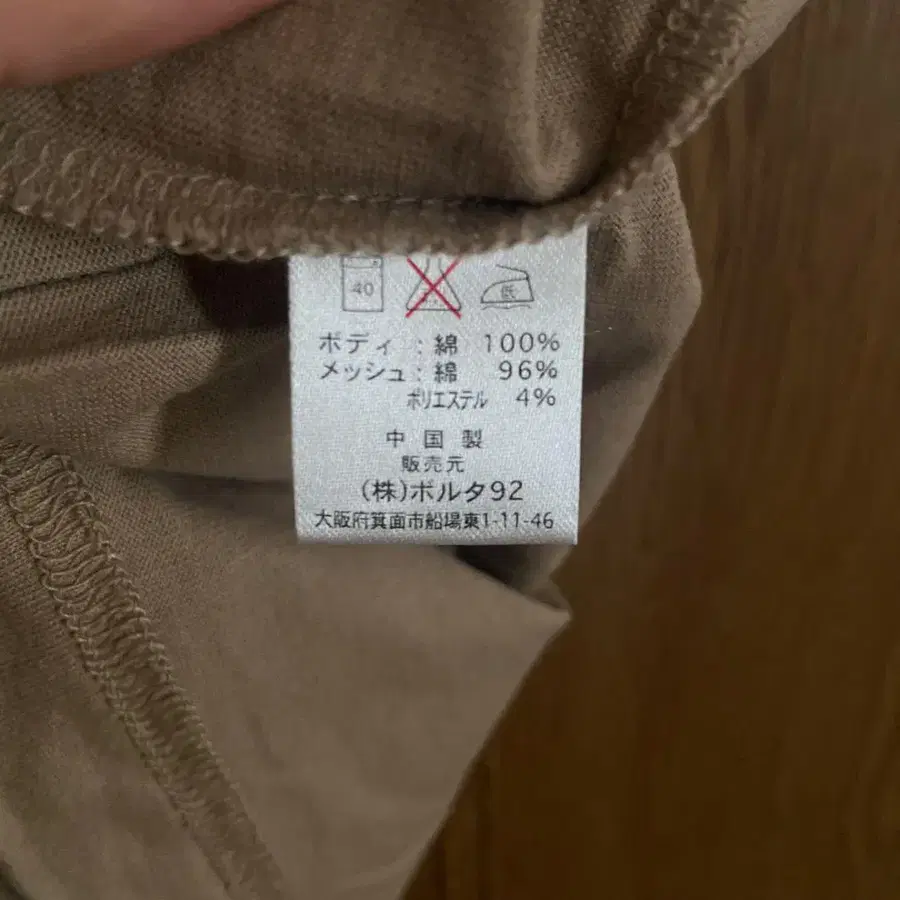 40 低
ボディ : 綿 100%
メッシュ : 綿 96%
ポリエステル 4%
中国製
販売元
(株)ボルタ92
大阪府箕面市船場東1-11-46